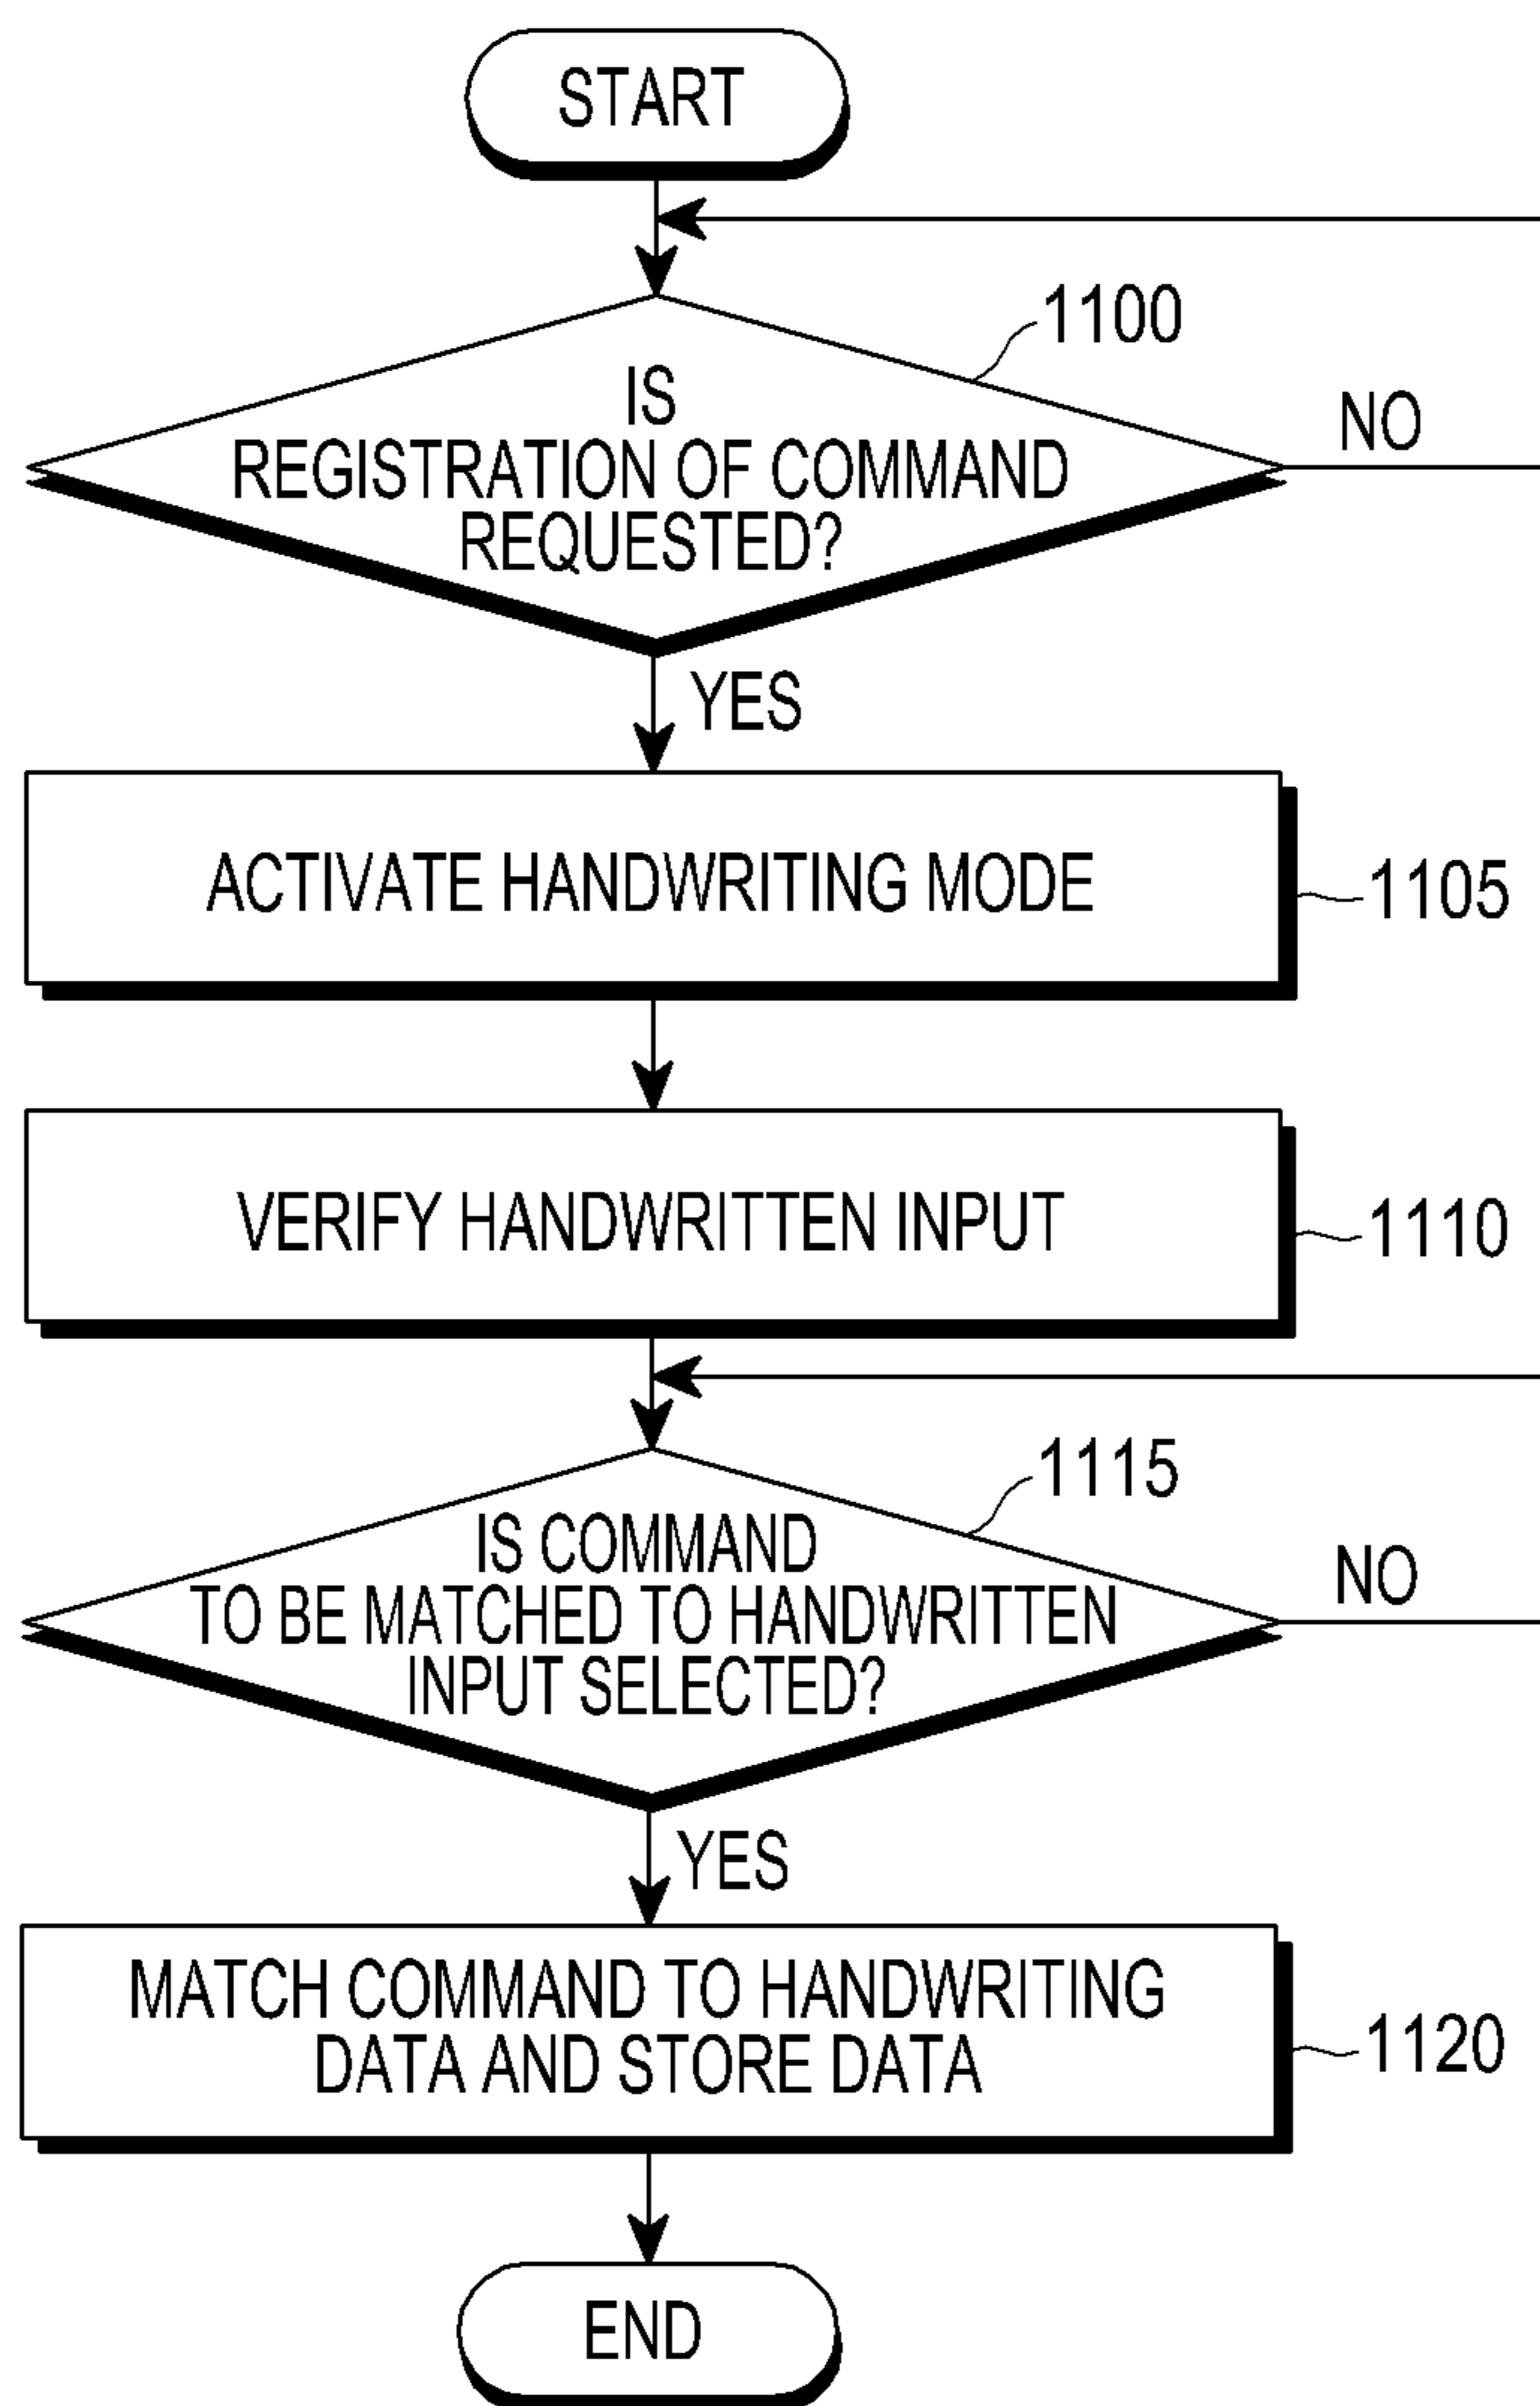 START
1100
IS
REGISTRATION OF COMMAND
REQUESTED?
NO
YES
ACTIVATE HANDWRITING MODE
1105
VERIFY HANDWRITTEN INPUT
1110
1115
IS COMMAND
TO BE MATCHED TO HANDWRITTEN
INPUT SELECTED?
NO
YES
MATCH COMMAND TO HANDWRITING
DATA AND STORE DATA
1120
END